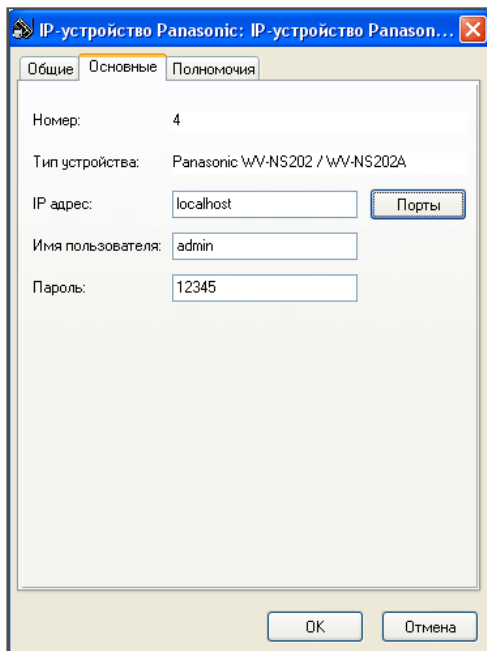 IP-устройство Panasonic: IP-устройство Panason...
Общие Основные Полномочия
Номер: 4
Тип устройства: Panasonic WV-NS202 / WV-NS202A
IP адрес: localhost Порты
Имя пользователя: admin
Пароль: 12345
OK Отмена